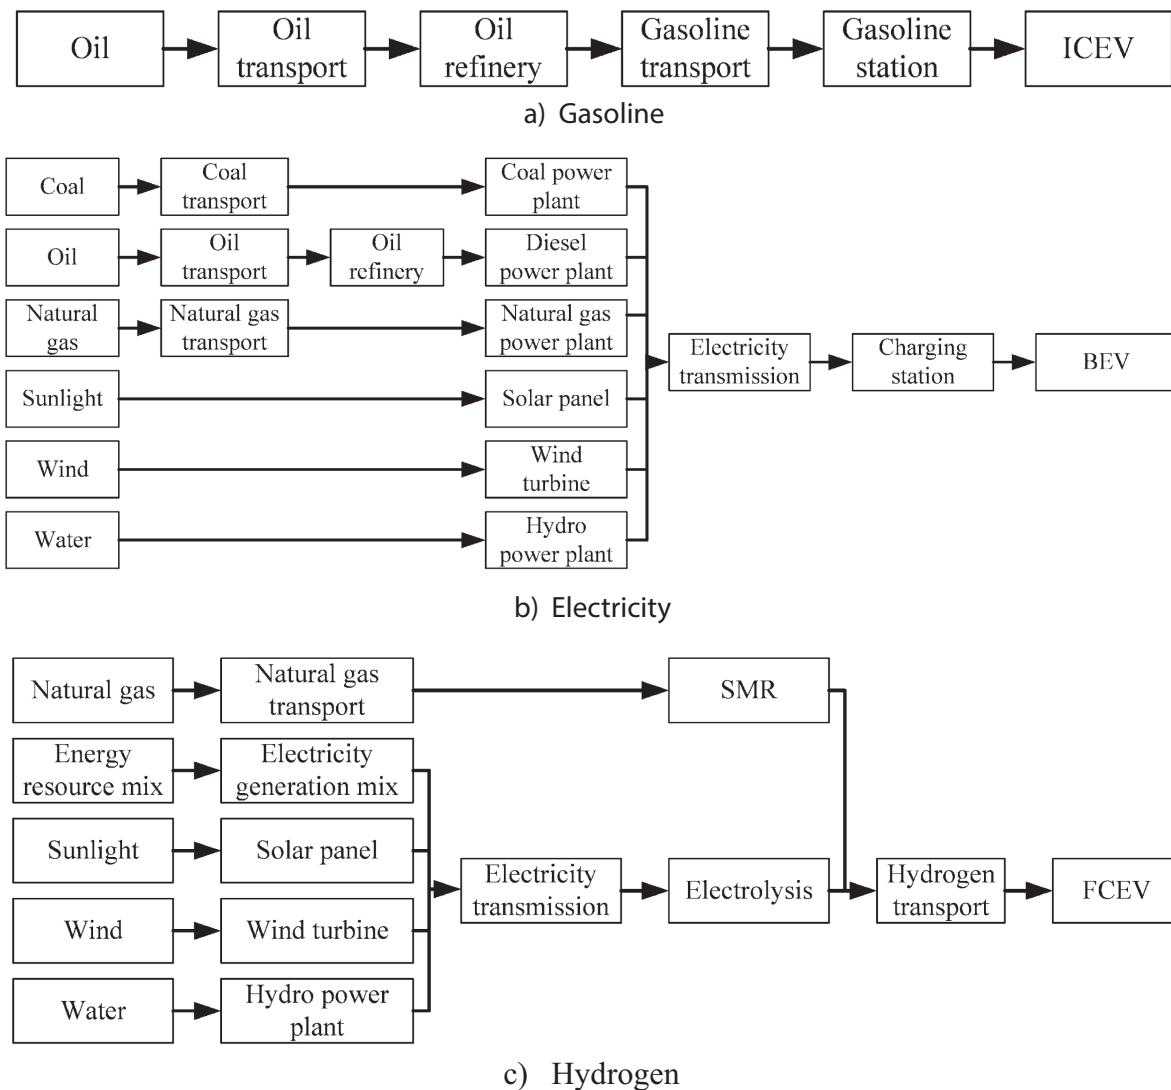 Oil
Oil
transport
Oil
refinery
Gasoline
transport
Gasoline
station
ICEV
a) Gasoline
Coal
Coal
transport
Coal power
plant
Oil
Oil
transport
Oil
refinery
Diesel
power plant
Natural
gas
Natural gas
transport
Natural gas
power plant
Electricity
transmission
Charging
station
BEV
Sunlight
Solar panel
Wind
Wind
turbine
Water
Hydro
power plant
b) Electricity
Natural gas
Natural gas
transport
SMR
Energy
resource mix
Electricity
generation mix
Sunlight
Solar panel
Electricity
transmission
Electrolysis
Hydrogen
transport
FCEV
Wind
Wind turbine
Water
Hydro power
plant
c) Hydrogen